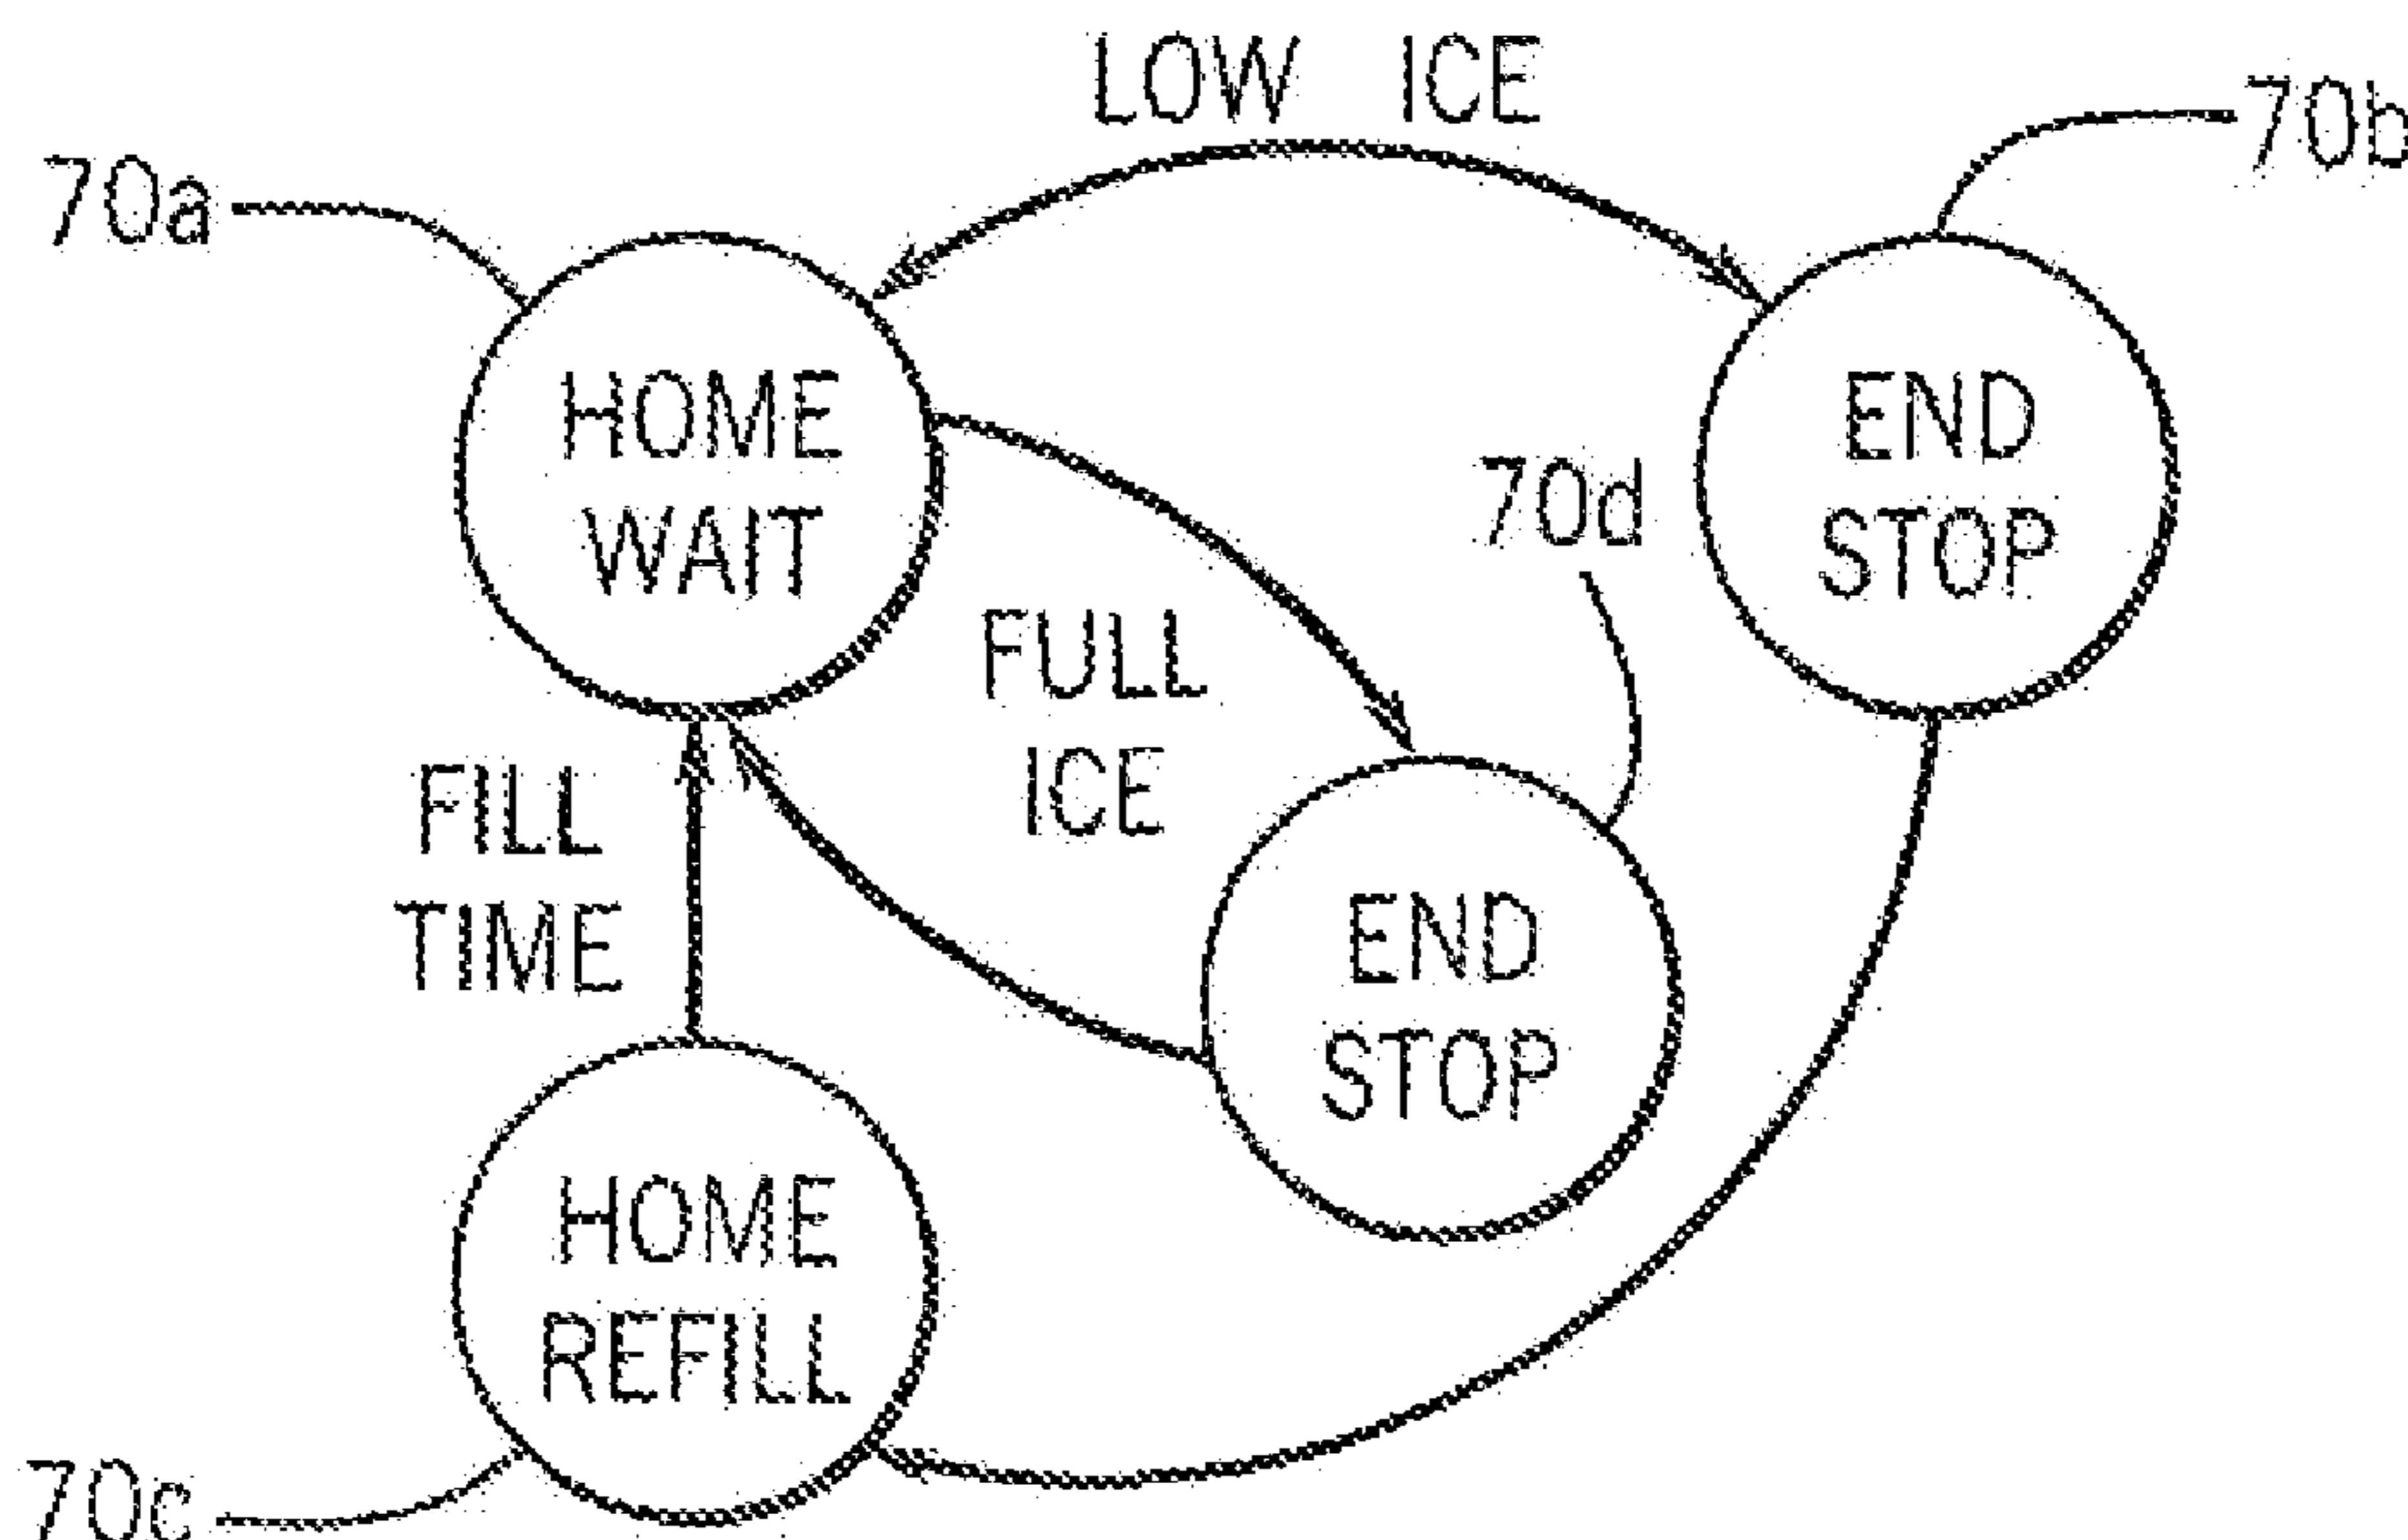 LOW ICE
70b
70a
HOME
WAIT
END
STOP
70d
FULL
ICE
FILL
TIME
END
STOP
HOME
REFILL
70c